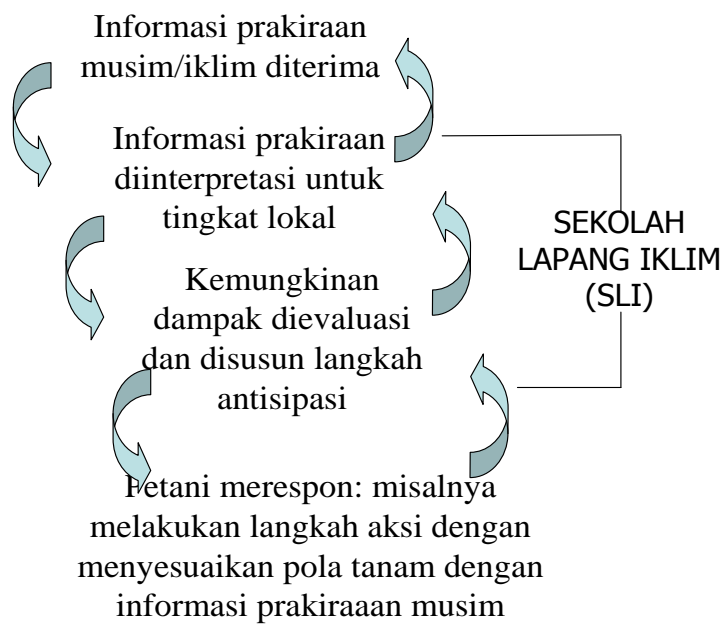 Informasi prakiraan
musim/iklim diterima
Informasi prakiraan
diinterpretasi untuk
tingkat lokal
Kemungkinan
dampak dievaluasi
dan disusun langkah
antisipasi
Petani merespon: misalnya
melakukan langkah aksi dengan
menyesuaikan pola tanam dengan
informasi prakiraaan musim
SEKOLAH
LAPANG IKLIM
(SLI)